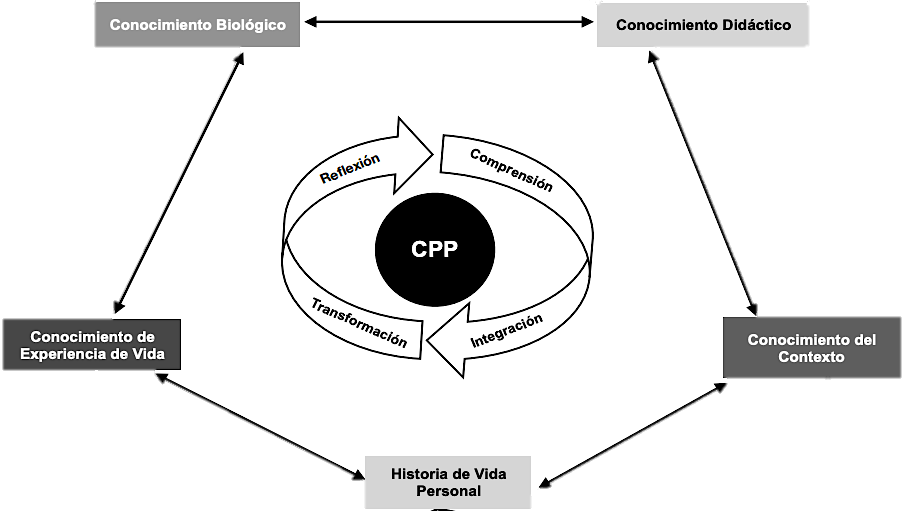 Conocimiento Biológico
Conocimiento Didáctico
Reflexión
Comprensión
CPP
Transformación
Integración
Conocimiento de
Experiencia de Vida
Conocimiento del
Contexto
Historia de Vida
Personal